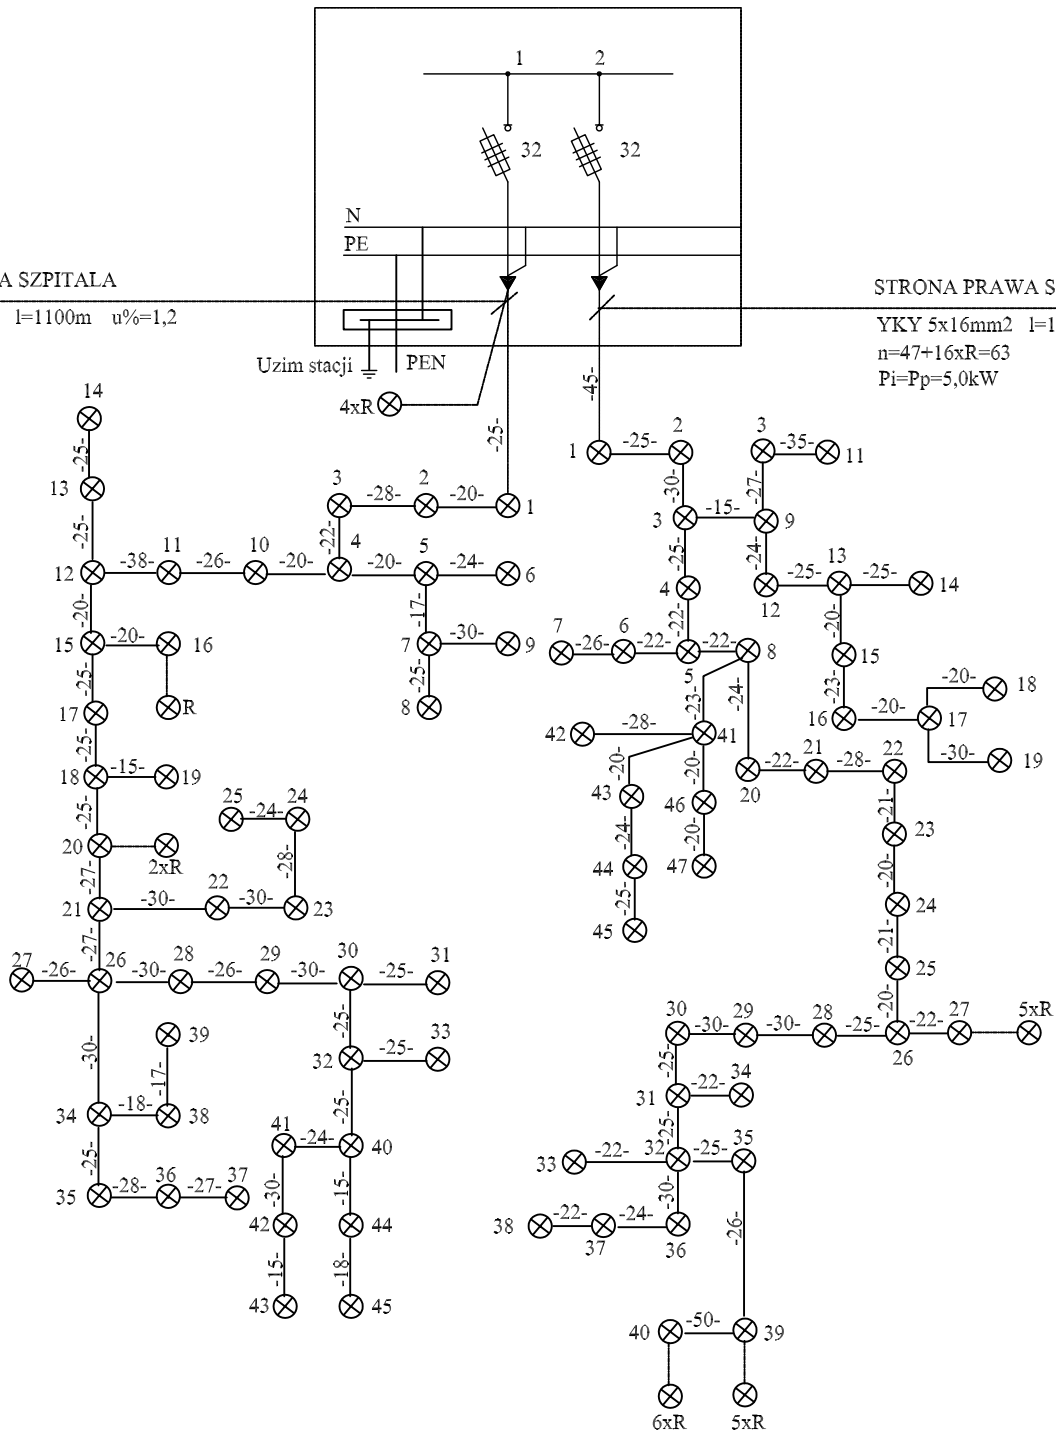 1 2
32 32
N
PE
A SZPITALA
l=1100m u%=1,2
STRONA PRAWA S
YKY 5x16mm2 l=1
n=47+16xR=63
Pi=Pp=5,0kW
Uzim stacji
PEN
4xR
-25-
-45-
14
-25-
13
-25-
12 -38- 11 -26- 10 -20- 4 -20- 5 -24- 6
3 -28- 2 -20- 1
-22-
-17-
7 -30- 9
-25-
8
-20-
15 -20- 16
R
-25-
17
-25-
18 -15- 19
-25-
20
2xR
-27-
21 -30- 22 -30- 23
-28-
25 -24- 24
-27-
27 -26- 26 -30- 28 -26- 29 -30- 30 -25- 31
-30-
-25-
39
-17-
34 -18- 38
32 -25- 33
-25-
-25-
35 -28- 36 -27- 37
41 -24- 40
-30-
-15-
42
44
-15-
-18-
43
45
1 -25- 2
-30-
3 -15- 9
3 -35- 11
-27-
-24-
12 -25- 13 -25- 14
-20-
15
-23-
16 -20- 17
-20- 18
-30- 19
-25-
4
-22-
7 -26- 6 -22- 5 -22- 8
-23-
-24-
42 -28- 41
-20-
-20-
43
46
-24-
-20-
44
47
-25-
45
20 -22- 21 -28- 22
-21-
23
-20-
24
-21-
25
-20-
30 -30- 29 -30- 28 -25- 26 -22- 27 5xR
-25-
31 -22- 34
-25-
33 -22- 32 -25- 35
-30-
-26-
38 -22- 37 -24- 36
40 -50- 39
6xR 5xR